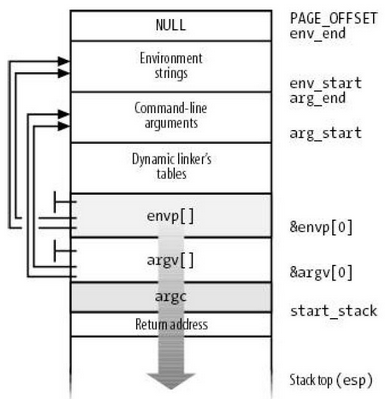 NULL
PAGE_OFFSET
env_end
Environment
strings
env_start
arg_end
Command-line
arguments
arg_start
Dynamic linker's
tables
envp[]
&envp[0]
argv[]
&argv[0]
argc
start_stack
Return address
Stack top (esp)